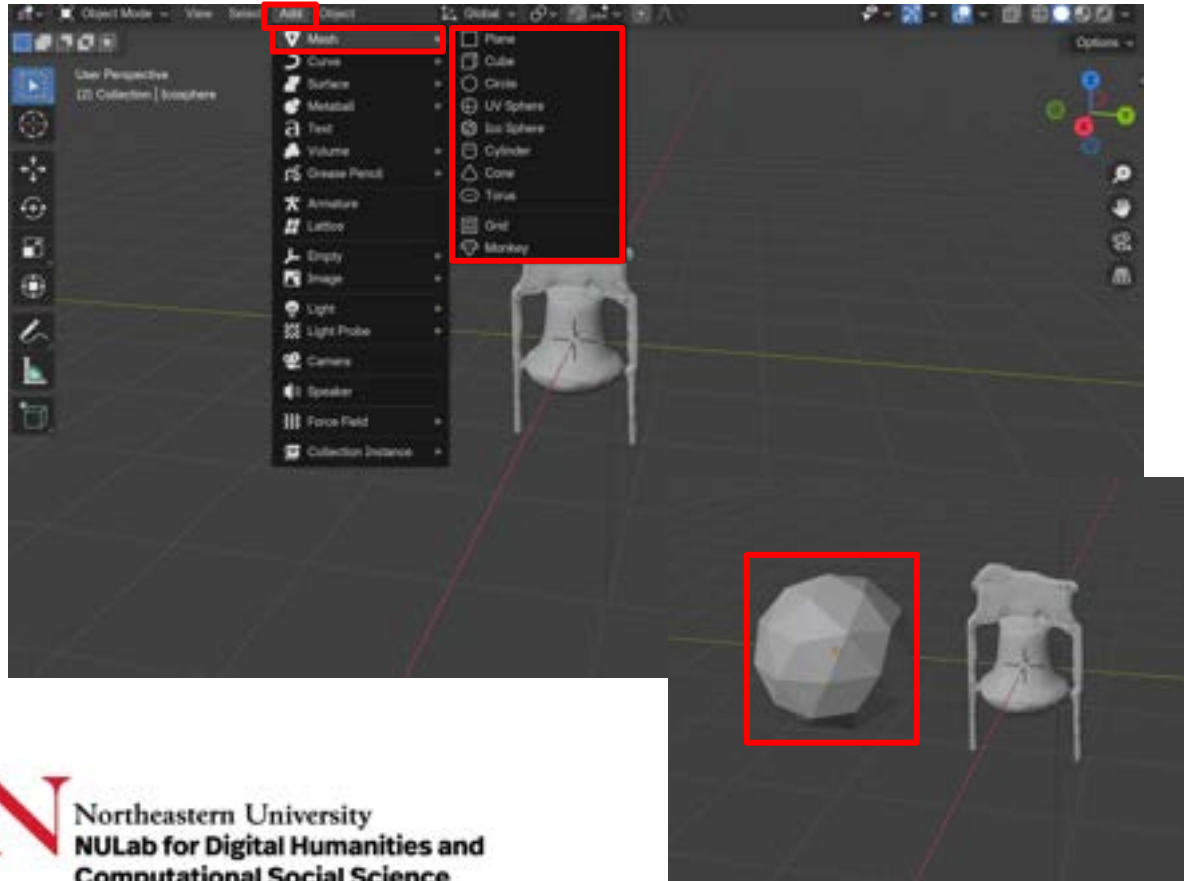 Object Mode View Select Add Object Global
Options
User Perspective
(2) Collection | Icosphere
Mesh
Curve
Surface
Metaball
Text
Volume
Grease Pencil
Armature
Lattice
Empty
Image
Light
Light Probe
Camera
Speaker
Force Field
Collection Instance
Plane
Cube
Circle
UV Sphere
Ico Sphere
Cylinder
Cone
Torus
Grid
Monkey
Z
X
Y
N
Northeastern University
NULab for Digital Humanities and
Computational Social Science